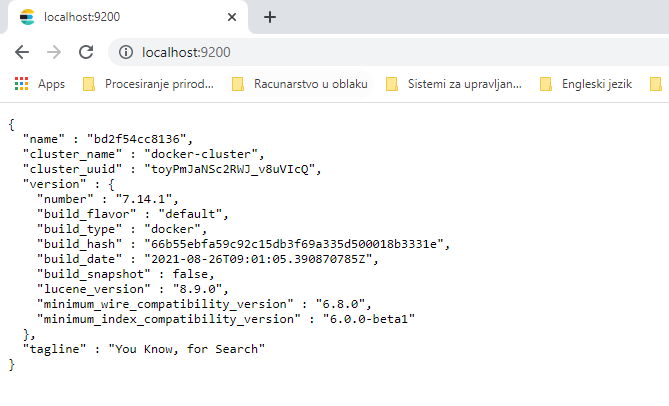 localhost:9200
localhost:9200
Apps Procesiranje prirod... Racunarstvo u oblaku Sistemi za upravljan... Engleski jezik
{
"name" : "bd2f54cc8136",
"cluster_name" : "docker-cluster",
"cluster_uuid" : "toyPmJaNSc2RWJ_v8uVIcQ",
"version" : {
"number" : "7.14.1",
"build_flavor" : "default",
"build_type" : "docker",
"build_hash" : "66b55ebfa59c92c15db3f69a335d500018b3331e",
"build_date" : "2021-08-26T09:01:05.390870785Z",
"build_snapshot" : false,
"lucene_version" : "8.9.0",
"minimum_wire_compatibility_version" : "6.8.0",
"minimum_index_compatibility_version" : "6.0.0-beta1"
},
"tagline" : "You Know, for Search"
}